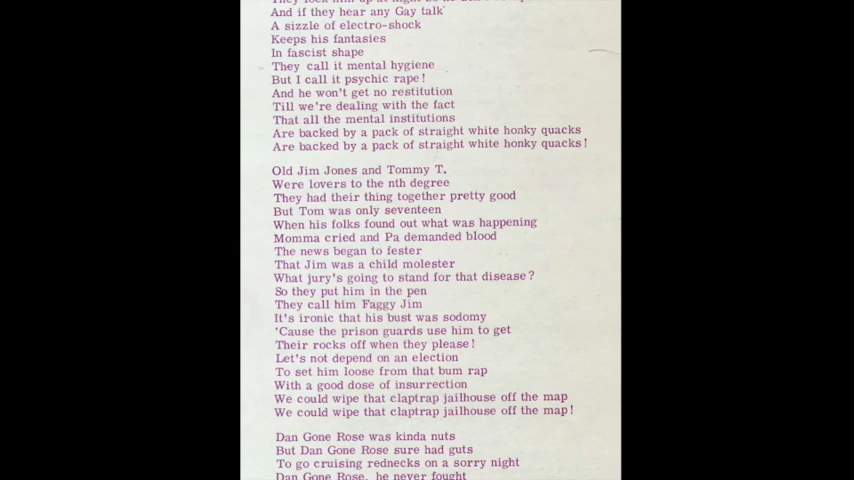 And if they hear any Gay talk
A sizzle of electro-shock
Keeps his fantasies
In fascist shape
They call it mental hygiene
But I call it psychic rape!
And he won't get no restitution
Till we're dealing with the fact
That all the mental institutions
Are backed by a pack of straight white honky quacks
Are backed by a pack of straight white honky quacks!
Old Jim Jones and Tommy T.
Were lovers to the nth degree
They had their thing together pretty good
But Tom was only seventeen
When his folks found out what was happening
Momma cried and Pa demanded blood
The news began to fester
That Jim was a child molester
What jury's going to stand for that disease?
So they put him in the pen
They call him Faggy Jim
It's ironic that his bust was sodomy
'Cause the prison guards use him to get
Their rocks off when they please!
Let's not depend on an election
To set him loose from that bum rap
With a good dose of insurrection
We could wipe that claptrap jailhouse off the map
We could wipe that claptrap jailhouse off the map!
Dan Gone Rose was kinda nuts
But Dan Gone Rose sure had guts
To go cruising rednecks on a sorry night
Dan Gone Rose, he never fought